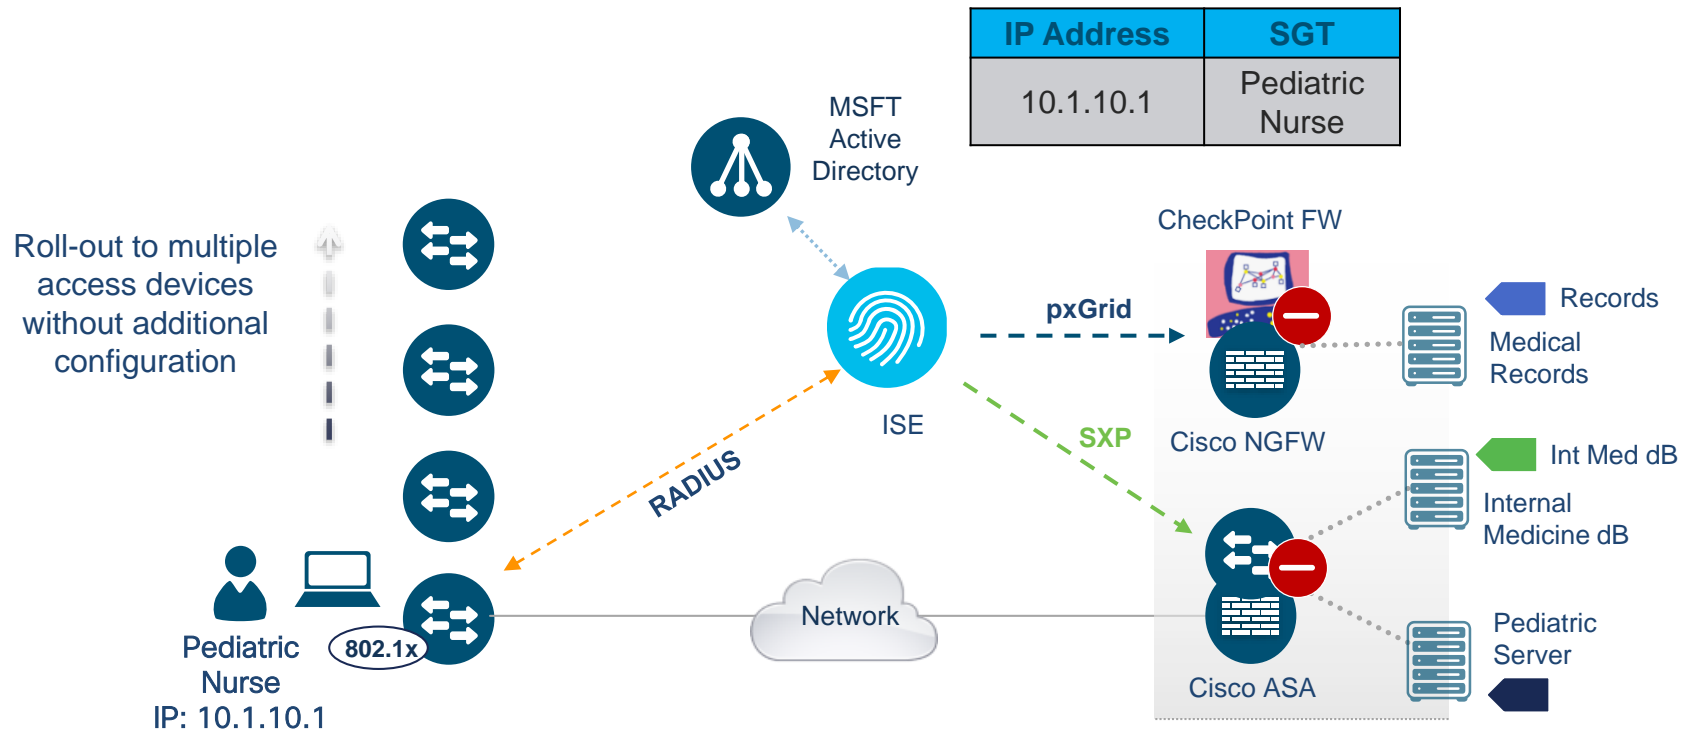 IP Address SGT
10.1.10.1 Pediatric
Nurse
MSFT
Active
Directory
CheckPoint FW
Roll-out to multiple
access devices
without additional
configuration
pxGrid
Records
Medical
Records
ISE
SXP
Cisco NGFW
RADIUS
Int Med dB
Internal
Medicine dB
Network
Pediatric
Server
802.1x
Pediatric
Nurse
IP: 10.1.10.1
Cisco ASA